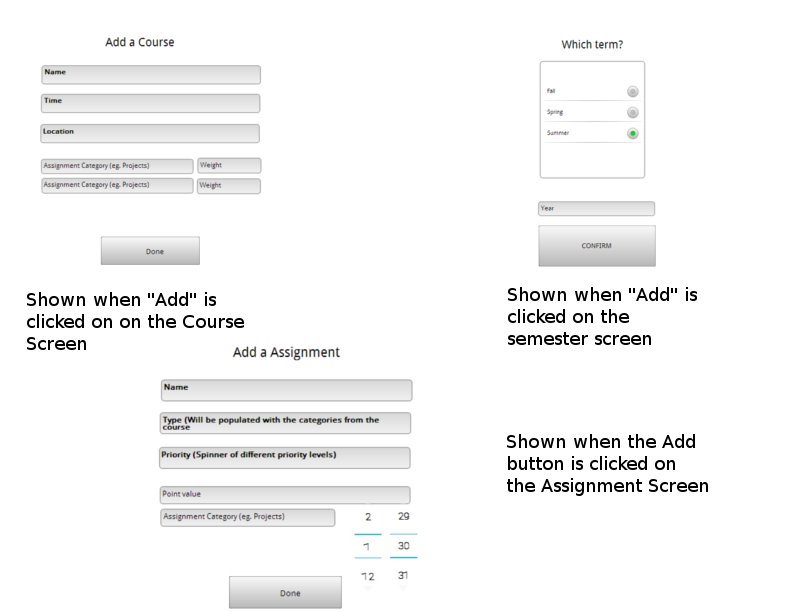 Add a Course
Name
Time
Location
Assignment Category (eg. Projects)
Weight
Assignment Category (eg. Projects)
Weight
Done
Shown when "Add" is
clicked on on the Course
Screen
Which term?
Fall
Spring
Summer
Year
CONFIRM
Shown when "Add" is
clicked on the
semester screen
Add a Assignment
Name
Type (Will be populated with the categories from the
course
Priority (Spinner of different priority levels)
Point value
Assignment Category (eg. Projects)
2 29
1 30
12 31
Done
Shown when the Add
button is clicked on
the Assignment Screen